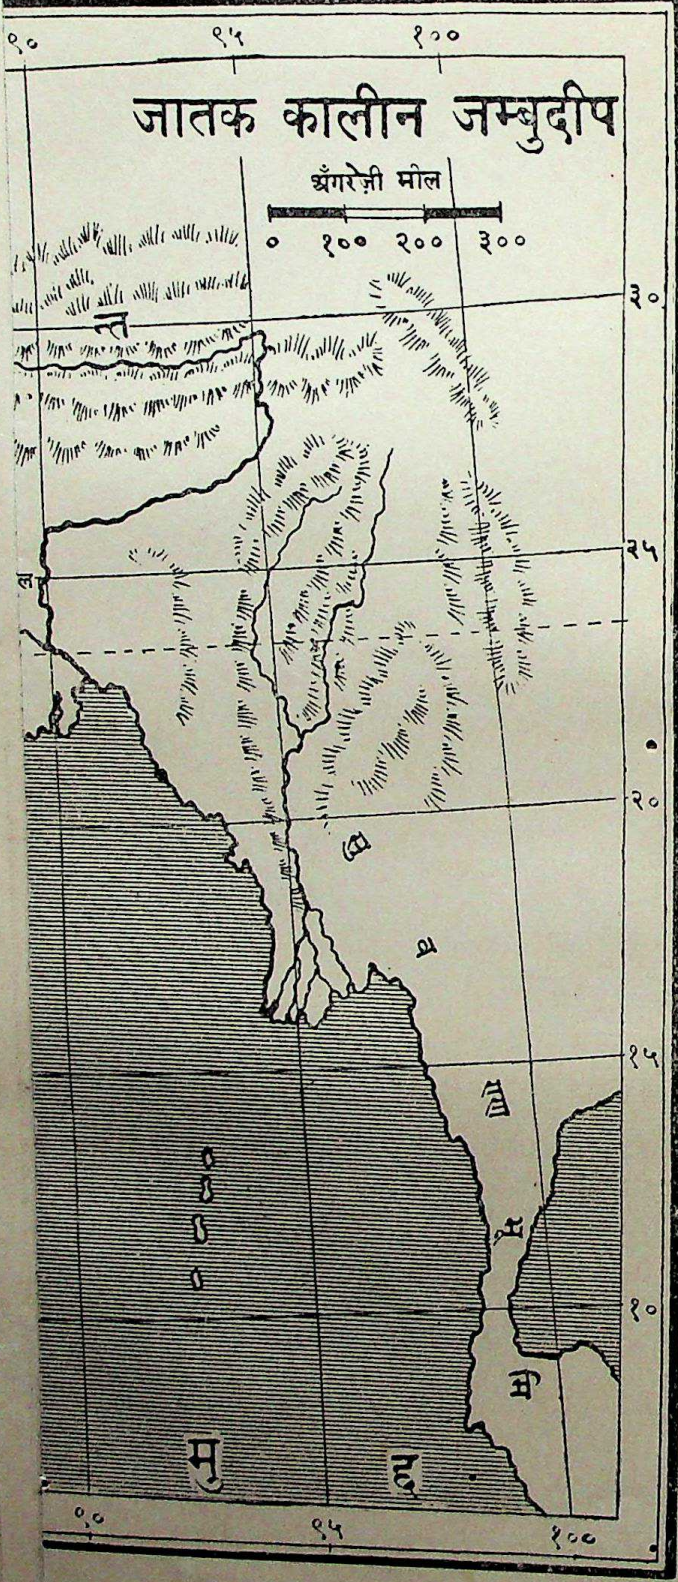 ९० ९५ १००
जातक कालीन जम्बुदीप
अँगरेज़ी मील
० १०० २०० ३००
३०
न्त
२५
२०
सु
व
१५
ण्ण
भू
१०
मि
मु द्द
९० ९५ १००